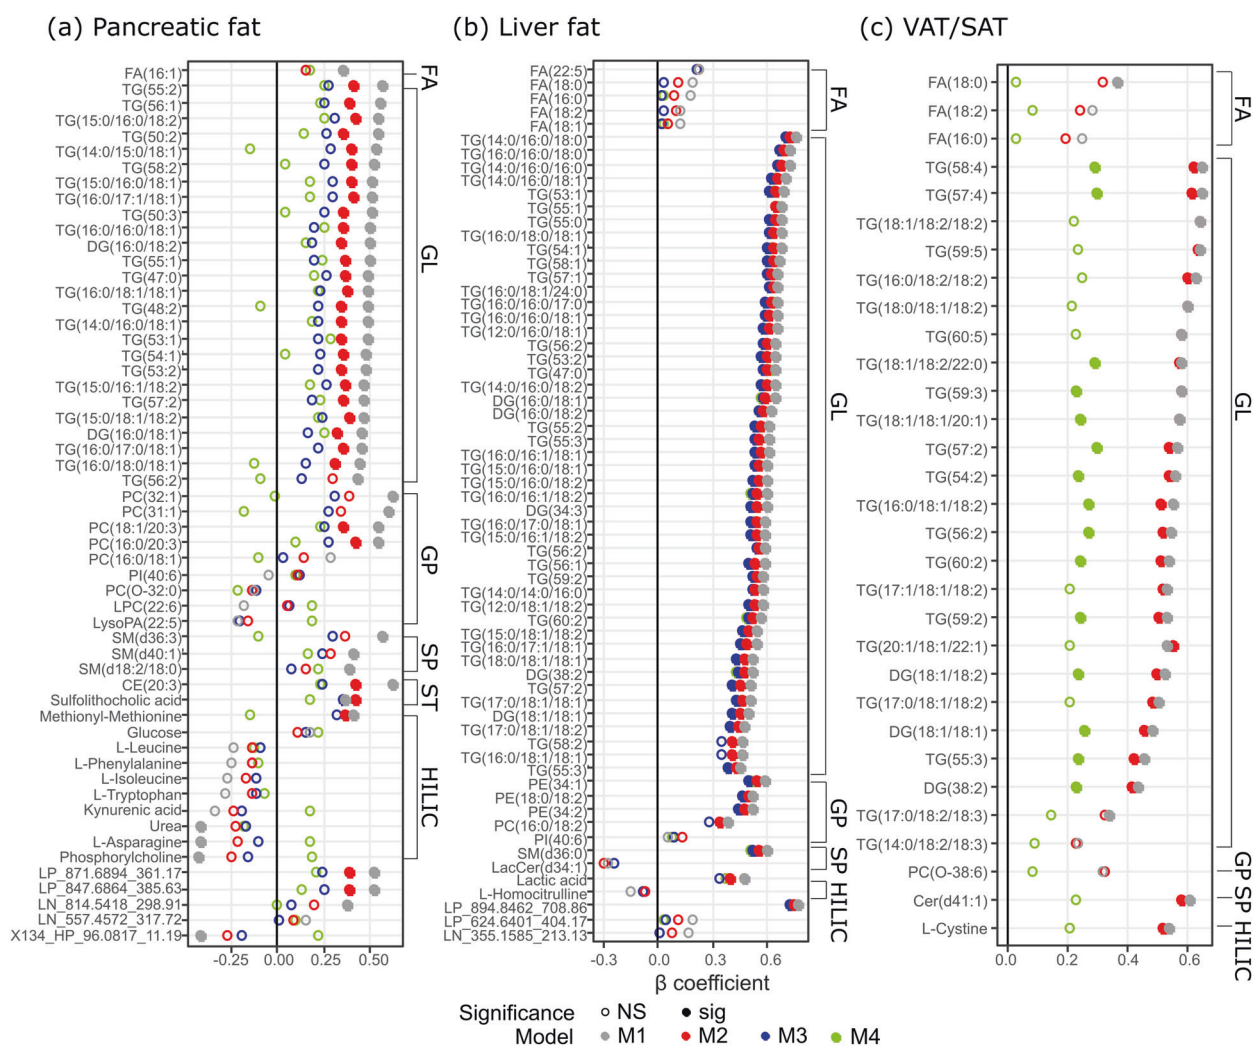 (a) Pancreatic fat
FA(16:1)
TG(55:2)
TG(56:1)
TG(15:0/16:0/18:2)
TG(50:2)
TG(14:0/15:0/18:1)
TG(58:2)
TG(15:0/16:0/18:1)
TG(16:0/17:1/18:1)
TG(50:3)
TG(16:0/16:0/18:1)
DG(16:0/18:2)
TG(55:1)
TG(47:0)
TG(16:0/18:1/18:1)
TG(48:2)
TG(14:0/16:0/18:1)
TG(53:1)
TG(54:1)
TG(53:2)
TG(15:0/16:1/18:2)
TG(57:2)
TG(15:0/18:1/18:2)
DG(16:0/18:1)
TG(16:0/17:0/18:1)
TG(16:0/18:0/18:1)
TG(56:2)
PC(32:1)
PC(31:1)
PC(18:1/20:3)
PC(16:0/20:3)
PC(16:0/18:1)
PI(40:6)
PC(O-32:0)
LPC(22:6)
LysoPA(22:5)
SM(d36:3)
SM(d40:1)
SM(d18:2/18:0)
CE(20:3)
Sulfolithocholic acid
Methionyl-Methionine
Glucose
L-Leucine
L-Phenylalanine
L-Isoleucine
L-Tryptophan
Kynurenic acid
Urea
L-Asparagine
Phosphorylcholine
LP_871.6894_361.17
LP_847.6864_385.63
LN_814.5418_298.91
LN_557.4572_317.72
X134_HP_96.0817_11.19
-0.25 0.00 0.25 0.50
FA
GL
GP
SP
ST
HILIC
(b) Liver fat
FA(22:5)
FA(18:0)
FA(16:0)
FA(18:2)
FA(18:1)
TG(14:0/16:0/18:0)
TG(16:0/16:0/18:0)
TG(14:0/16:0/16:0)
TG(14:0/16:0/18:1)
TG(53:1)
TG(55:1)
TG(55:0)
TG(16:0/18:0/18:1)
TG(54:1)
TG(58:1)
TG(57:1)
TG(16:0/18:1/24:0)
TG(16:0/16:0/17:0)
TG(16:0/16:0/18:1)
TG(12:0/16:0/18:1)
TG(56:2)
TG(53:2)
TG(47:0)
TG(14:0/16:0/18:2)
DG(16:0/18:1)
DG(16:0/18:2)
TG(55:2)
TG(55:3)
TG(16:0/16:1/18:1)
TG(15:0/16:0/18:1)
TG(15:0/16:0/18:2)
TG(16:0/16:1/18:2)
DG(34:3)
TG(16:0/17:0/18:1)
TG(15:0/16:1/18:2)
TG(56:2)
TG(56:1)
TG(59:2)
TG(14:0/14:0/16:0)
TG(12:0/18:1/18:2)
TG(60:2)
TG(15:0/18:1/18:2)
TG(16:0/17:1/18:1)
TG(18:0/18:1/18:1)
DG(38:2)
TG(57:2)
TG(17:0/18:1/18:1)
DG(18:1/18:1)
TG(17:0/18:1/18:2)
TG(58:2)
TG(16:0/18:1/18:1)
TG(55:3)
PE(34:1)
PE(18:0/18:2)
PE(34:2)
PC(16:0/18:2)
PI(40:6)
SM(d36:0)
LacCer(d34:1)
Lactic acid
L-Homocitrulline
LP_894.8462_708.86
LP_624.6401_404.17
LN_355.1585_213.13
-0.3 0.0 0.3 0.6
β coefficient
FA
GL
GP
SP
HILIC
(c) VAT/SAT
FA(18:0)
FA(18:2)
FA(16:0)
TG(58:4)
TG(57:4)
TG(18:1/18:2/18:2)
TG(59:5)
TG(16:0/18:2/18:2)
TG(18:0/18:1/18:2)
TG(60:5)
TG(18:1/18:2/22:0)
TG(59:3)
TG(18:1/18:1/20:1)
TG(57:2)
TG(54:2)
TG(16:0/18:1/18:2)
TG(56:2)
TG(60:2)
TG(17:1/18:1/18:2)
TG(59:2)
TG(20:1/18:1/22:1)
DG(18:1/18:2)
TG(17:0/18:1/18:2)
DG(18:1/18:1)
TG(55:3)
DG(38:2)
TG(17:0/18:2/18:3)
TG(14:0/18:2/18:3)
PC(O-38:6)
Cer(d41:1)
L-Cystine
0.0 0.2 0.4 0.6
FA
GL
GP
SP
HILIC
Significance NS sig
Model M1 M2 M3 M4